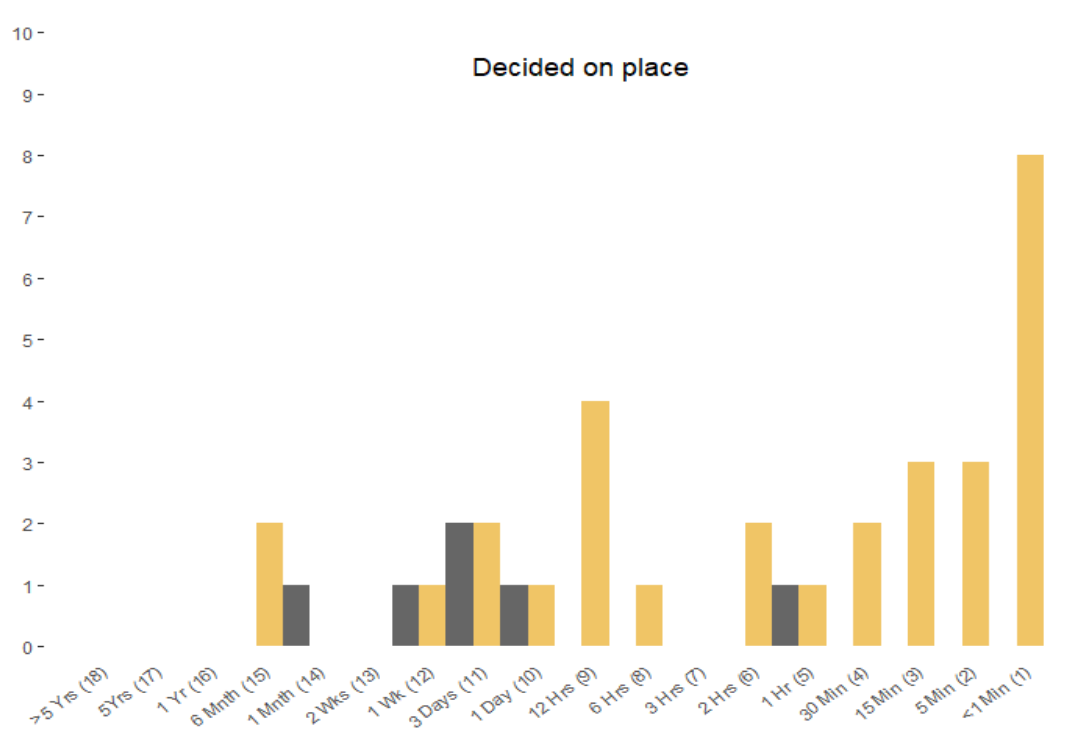 Decided on place
10
9
8
7
6
5
4
3
2
1
0
>5 Yrs (18)
5Yrs (17)
1 Yr (16)
6 Mnth (15)
1 Mnth (14)
2 Wks (13)
1 Wk (12)
3 Days (11)
1 Day (10)
12 Hrs (9)
6 Hrs (8)
3 Hrs (7)
2 Hrs (6)
1 Hr (5)
30 Min (4)
15 Min (3)
5 Min (2)
<1 Min (1)